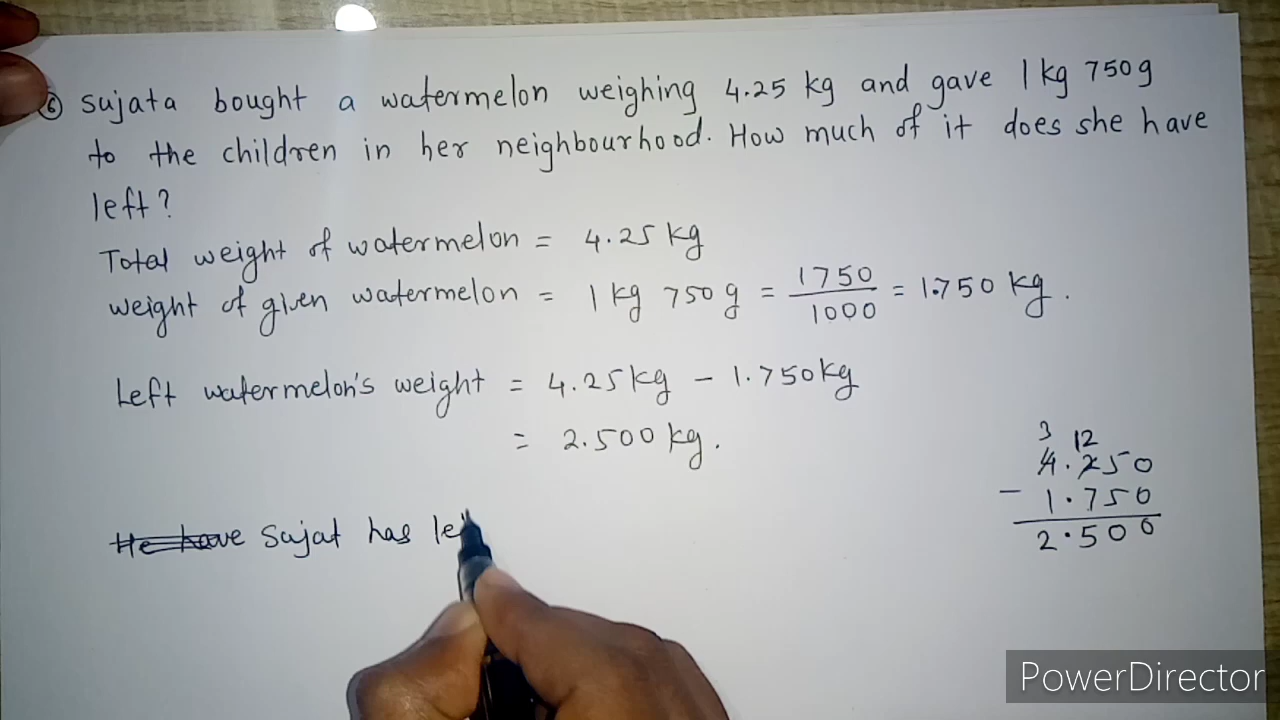 6 Sujata bought a watermelon weighing 4.25 kg and gave 1 kg 750 g
to the children in her neighbourhood. How much of it does she have
left?
Total weight of watermelon = 4.25 kg
weight of given watermelon = 1 kg 750 g = 1750/1000 = 1.750 kg.
Left watermelon's weight = 4.25 kg - 1.750 kg
= 2.500 kg.
3 12
4.250
- 1.750
2.500
He have Sujat has le
PowerDirector